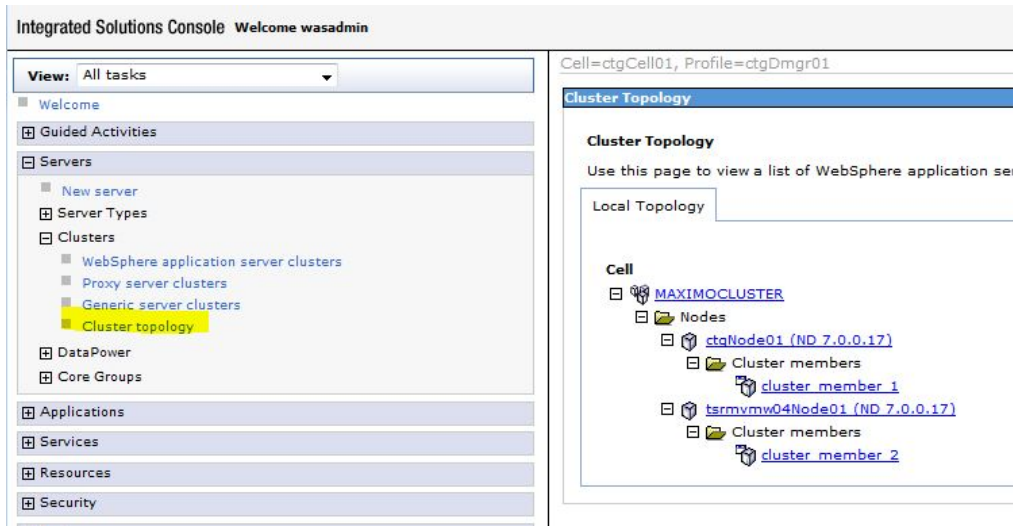 Integrated Solutions Console Welcome wasadmin
View: All tasks
Welcome
Guided Activities
Servers
New server
Server Types
Clusters
WebSphere application server clusters
Proxy server clusters
Generic server clusters
Cluster topology
DataPower
Core Groups
Applications
Services
Resources
Security
Cell=ctgCell01, Profile=ctgDmgr01
Cluster Topology
Cluster Topology
Use this page to view a list of WebSphere application se
Local Topology
Cell
MAXIMOCLUSTER
Nodes
ctgNode01 (ND 7.0.0.17)
Cluster members
cluster_member_1
tsrmvmw04Node01 (ND 7.0.0.17)
Cluster members
cluster_member_2